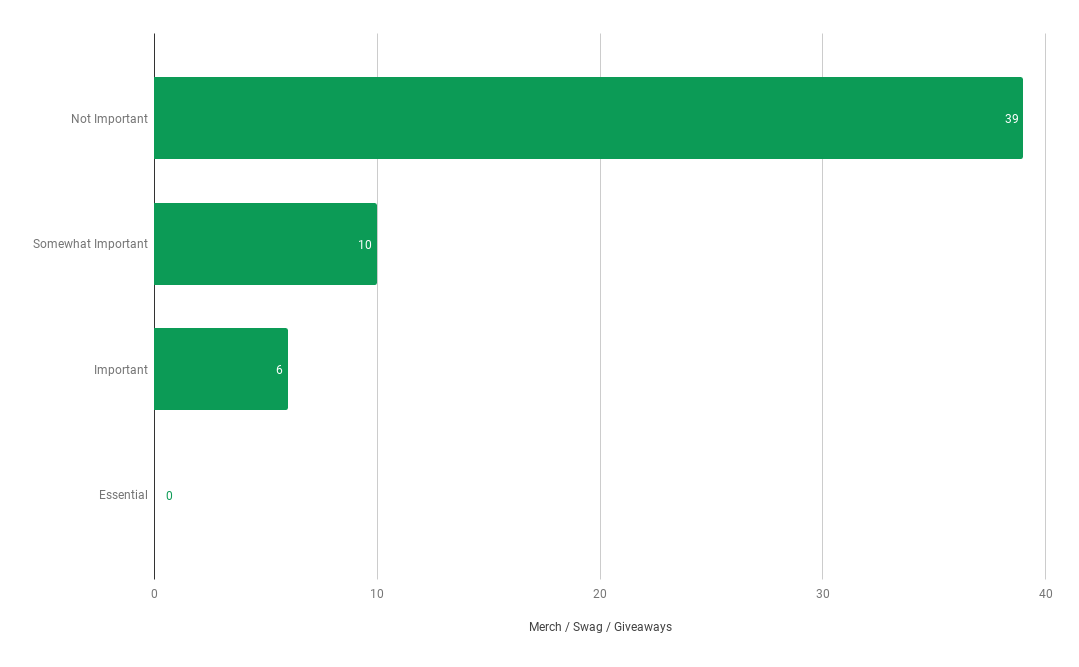 Not Important
39
Somewhat Important
10
Important
6
Essential
0
0 10 20 30 40
Merch / Swag / Giveaways